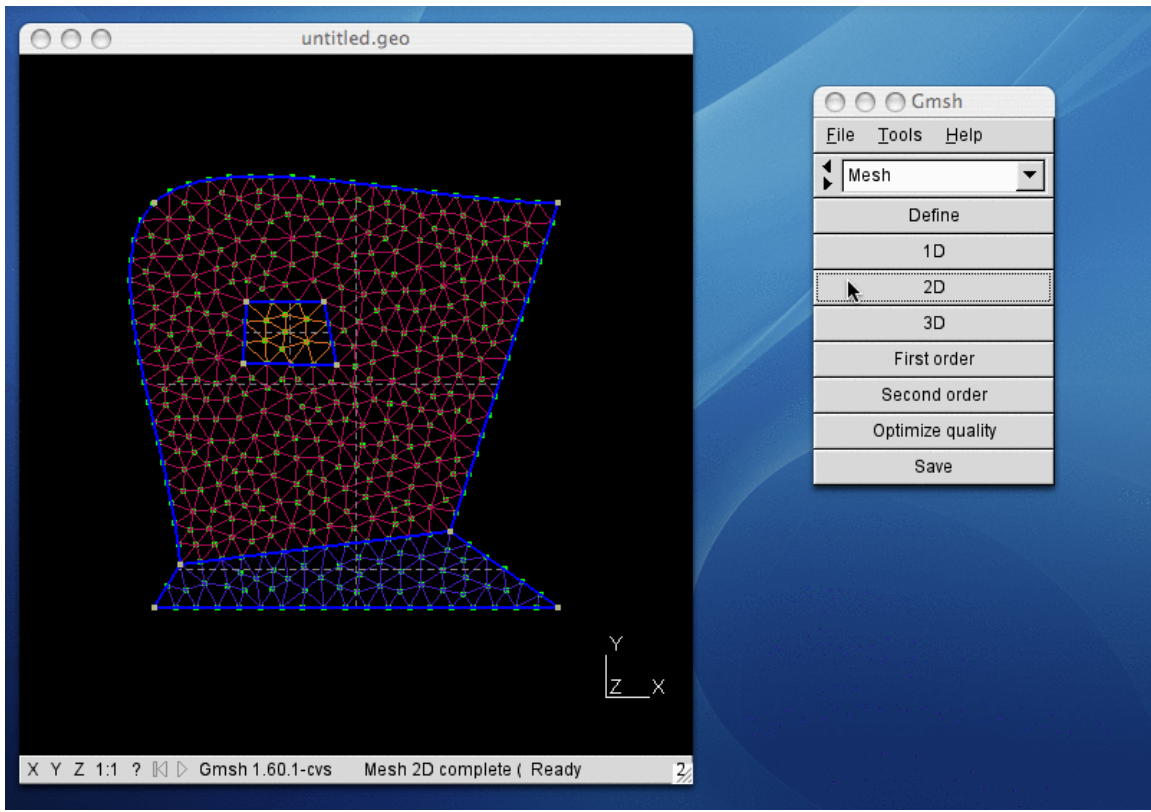 untitled.geo
Gmsh
File Tools Help
Mesh
Define
1D
2D
3D
First order
Second order
Optimize quality
Save
Y
Z X
X Y Z 1:1 ? Gmsh 1.60.1-cvs Mesh 2D complete ( Ready 2